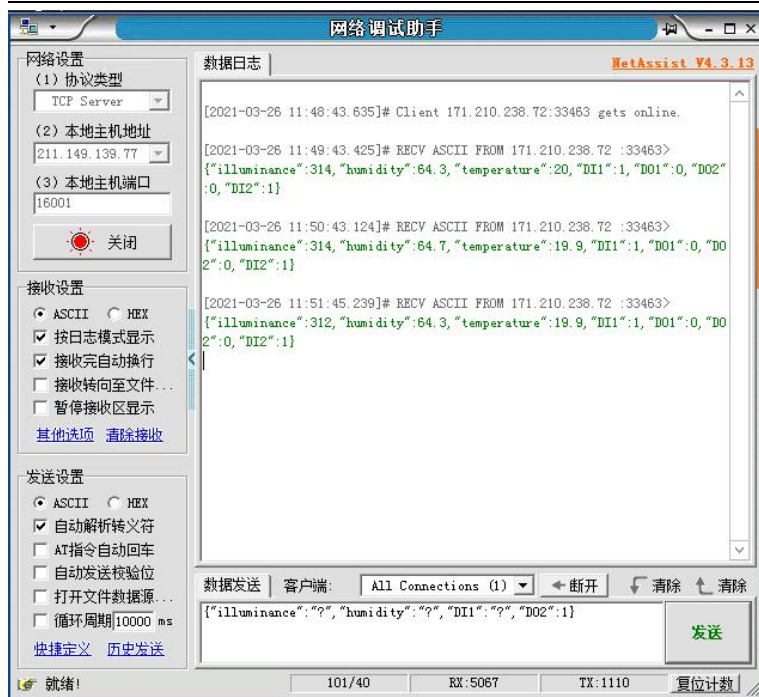 网络调试助手
网络设置
(1) 协议类型
TCP Server
(2) 本地主机地址
211.149.139.77
(3) 本地主机端口
16001
关闭
接收设置
ASCII HEX
按日志模式显示
接收完自动换行
接收转向至文件...
暂停接收区显示
其他选项 清除接收
发送设置
ASCII HEX
自动解析转义符
AT指令自动回车
自动发送校验位
打开文件数据源...
循环周期 10000 ms
快捷定义 历史发送
数据日志 NetAssist V4.3.13
[2021-03-26 11:48:43.635]# Client 171.210.238.72:33463 gets online.
[2021-03-26 11:49:43.425]# RECV ASCII FROM 171.210.238.72 :33463>
{"illuminance":314,"humidity":64.3,"temperature":20,"DI1":1,"DO1":0,"DO2"
:0,"DI2":1}
[2021-03-26 11:50:43.124]# RECV ASCII FROM 171.210.238.72 :33463>
{"illuminance":314,"humidity":64.7,"temperature":19.9,"DI1":1,"DO1":0,"DO
2":0,"DI2":1}
[2021-03-26 11:51:45.239]# RECV ASCII FROM 171.210.238.72 :33463>
{"illuminance":312,"humidity":64.3,"temperature":19.9,"DI1":1,"DO1":0,"DO
2":0,"DI2":1}
数据发送 客户端: All Connections (1) 断开 清除 清除
{"illuminance":"?","humidity":"?","DI1":"?","DO2":1}
发送
就绪! 101/40 RX:5067 TX:1110 复位计数